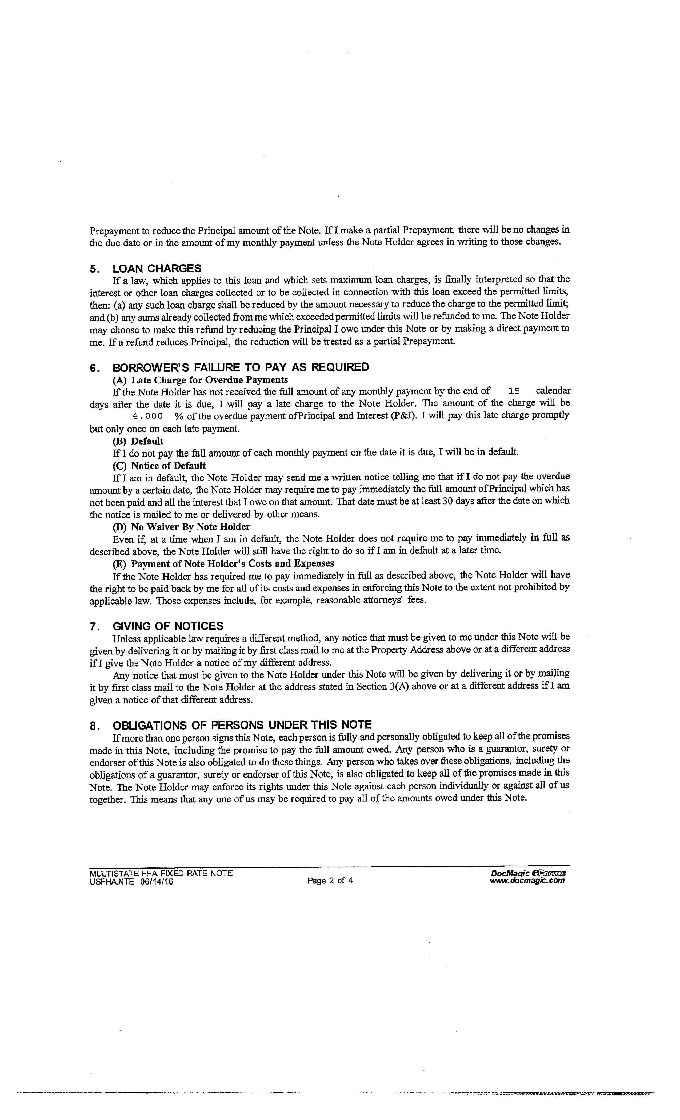 Prepayment to reduce the Principal amount of the Note. If I make a partial Prepayment, there will be no changes in
the due date or in the amount of my monthly payment unless the Note Holder agrees in writing to those changes.
5. LOAN CHARGES
If a law, which applies to this loan and which sets maximum loan charges, is finally interpreted so that the
interest or other loan charges collected or to be collected in connection with this loan exceed the permitted limits,
then: (a) any such loan charge shall be reduced by the amount necessary to reduce the charge to the permitted limit;
and (b) any sums already collected from me which exceeded permitted limits will be refunded to me. The Note Holder
may choose to make this refund by reducing the Principal I owe under this Note or by making a direct payment to
me. If a refund reduces Principal, the reduction will be treated as a partial Prepayment.
6. BORROWER'S FAILURE TO PAY AS REQUIRED
(A) Late Charge for Overdue Payments
If the Note Holder has not received the full amount of any monthly payment by the end of 15 calendar
days after the date it is due, I will pay a late charge to the Note Holder. The amount of the charge will be
4.000 % of the overdue payment of Principal and Interest (P&I). I will pay this late charge promptly
but only once on each late payment.
(B) Default
If I do not pay the full amount of each monthly payment on the date it is due, I will be in default.
(C) Notice of Default
If I am in default, the Note Holder may send me a written notice telling me that if I do not pay the overdue
amount by a certain date, the Note Holder may require me to pay immediately the full amount of Principal which has
not been paid and all the interest that I owe on that amount. That date must be at least 30 days after the date on which
the notice is mailed to me or delivered by other means.
(D) No Waiver By Note Holder
Even if, at a time when I am in default, the Note Holder does not require me to pay immediately in full as
described above, the Note Holder will still have the right to do so if I am in default at a later time.
(E) Payment of Note Holder's Costs and Expenses
If the Note Holder has required me to pay immediately in full as described above, the Note Holder will have
the right to be paid back by me for all of its costs and expenses in enforcing this Note to the extent not prohibited by
applicable law. Those expenses include, for example, reasonable attorneys' fees.
7. GIVING OF NOTICES
Unless applicable law requires a different method, any notice that must be given to me under this Note will be
given by delivering it or by mailing it by first class mail to me at the Property Address above or at a different address
if I give the Note Holder a notice of my different address.
Any notice that must be given to the Note Holder under this Note will be given by delivering it or by mailing
it by first class mail to the Note Holder at the address stated in Section 3(A) above or at a different address if I am
given a notice of that different address.
8. OBLIGATIONS OF PERSONS UNDER THIS NOTE
If more than one person signs this Note, each person is fully and personally obligated to keep all of the promises
made in this Note, including the promise to pay the full amount owed. Any person who is a guarantor, surety or
endorser of this Note is also obligated to do these things. Any person who takes over these obligations, including the
obligations of a guarantor, surety or endorser of this Note, is also obligated to keep all of the promises made in this
Note. The Note Holder may enforce its rights under this Note against each person individually or against all of us
together. This means that any one of us may be required to pay all of the amounts owed under this Note.
MULTISTATE FHA FIXED RATE NOTE
USFHA.NTE 06/14/16
Page 2 of 4
DocMagic
www.docmagic.com